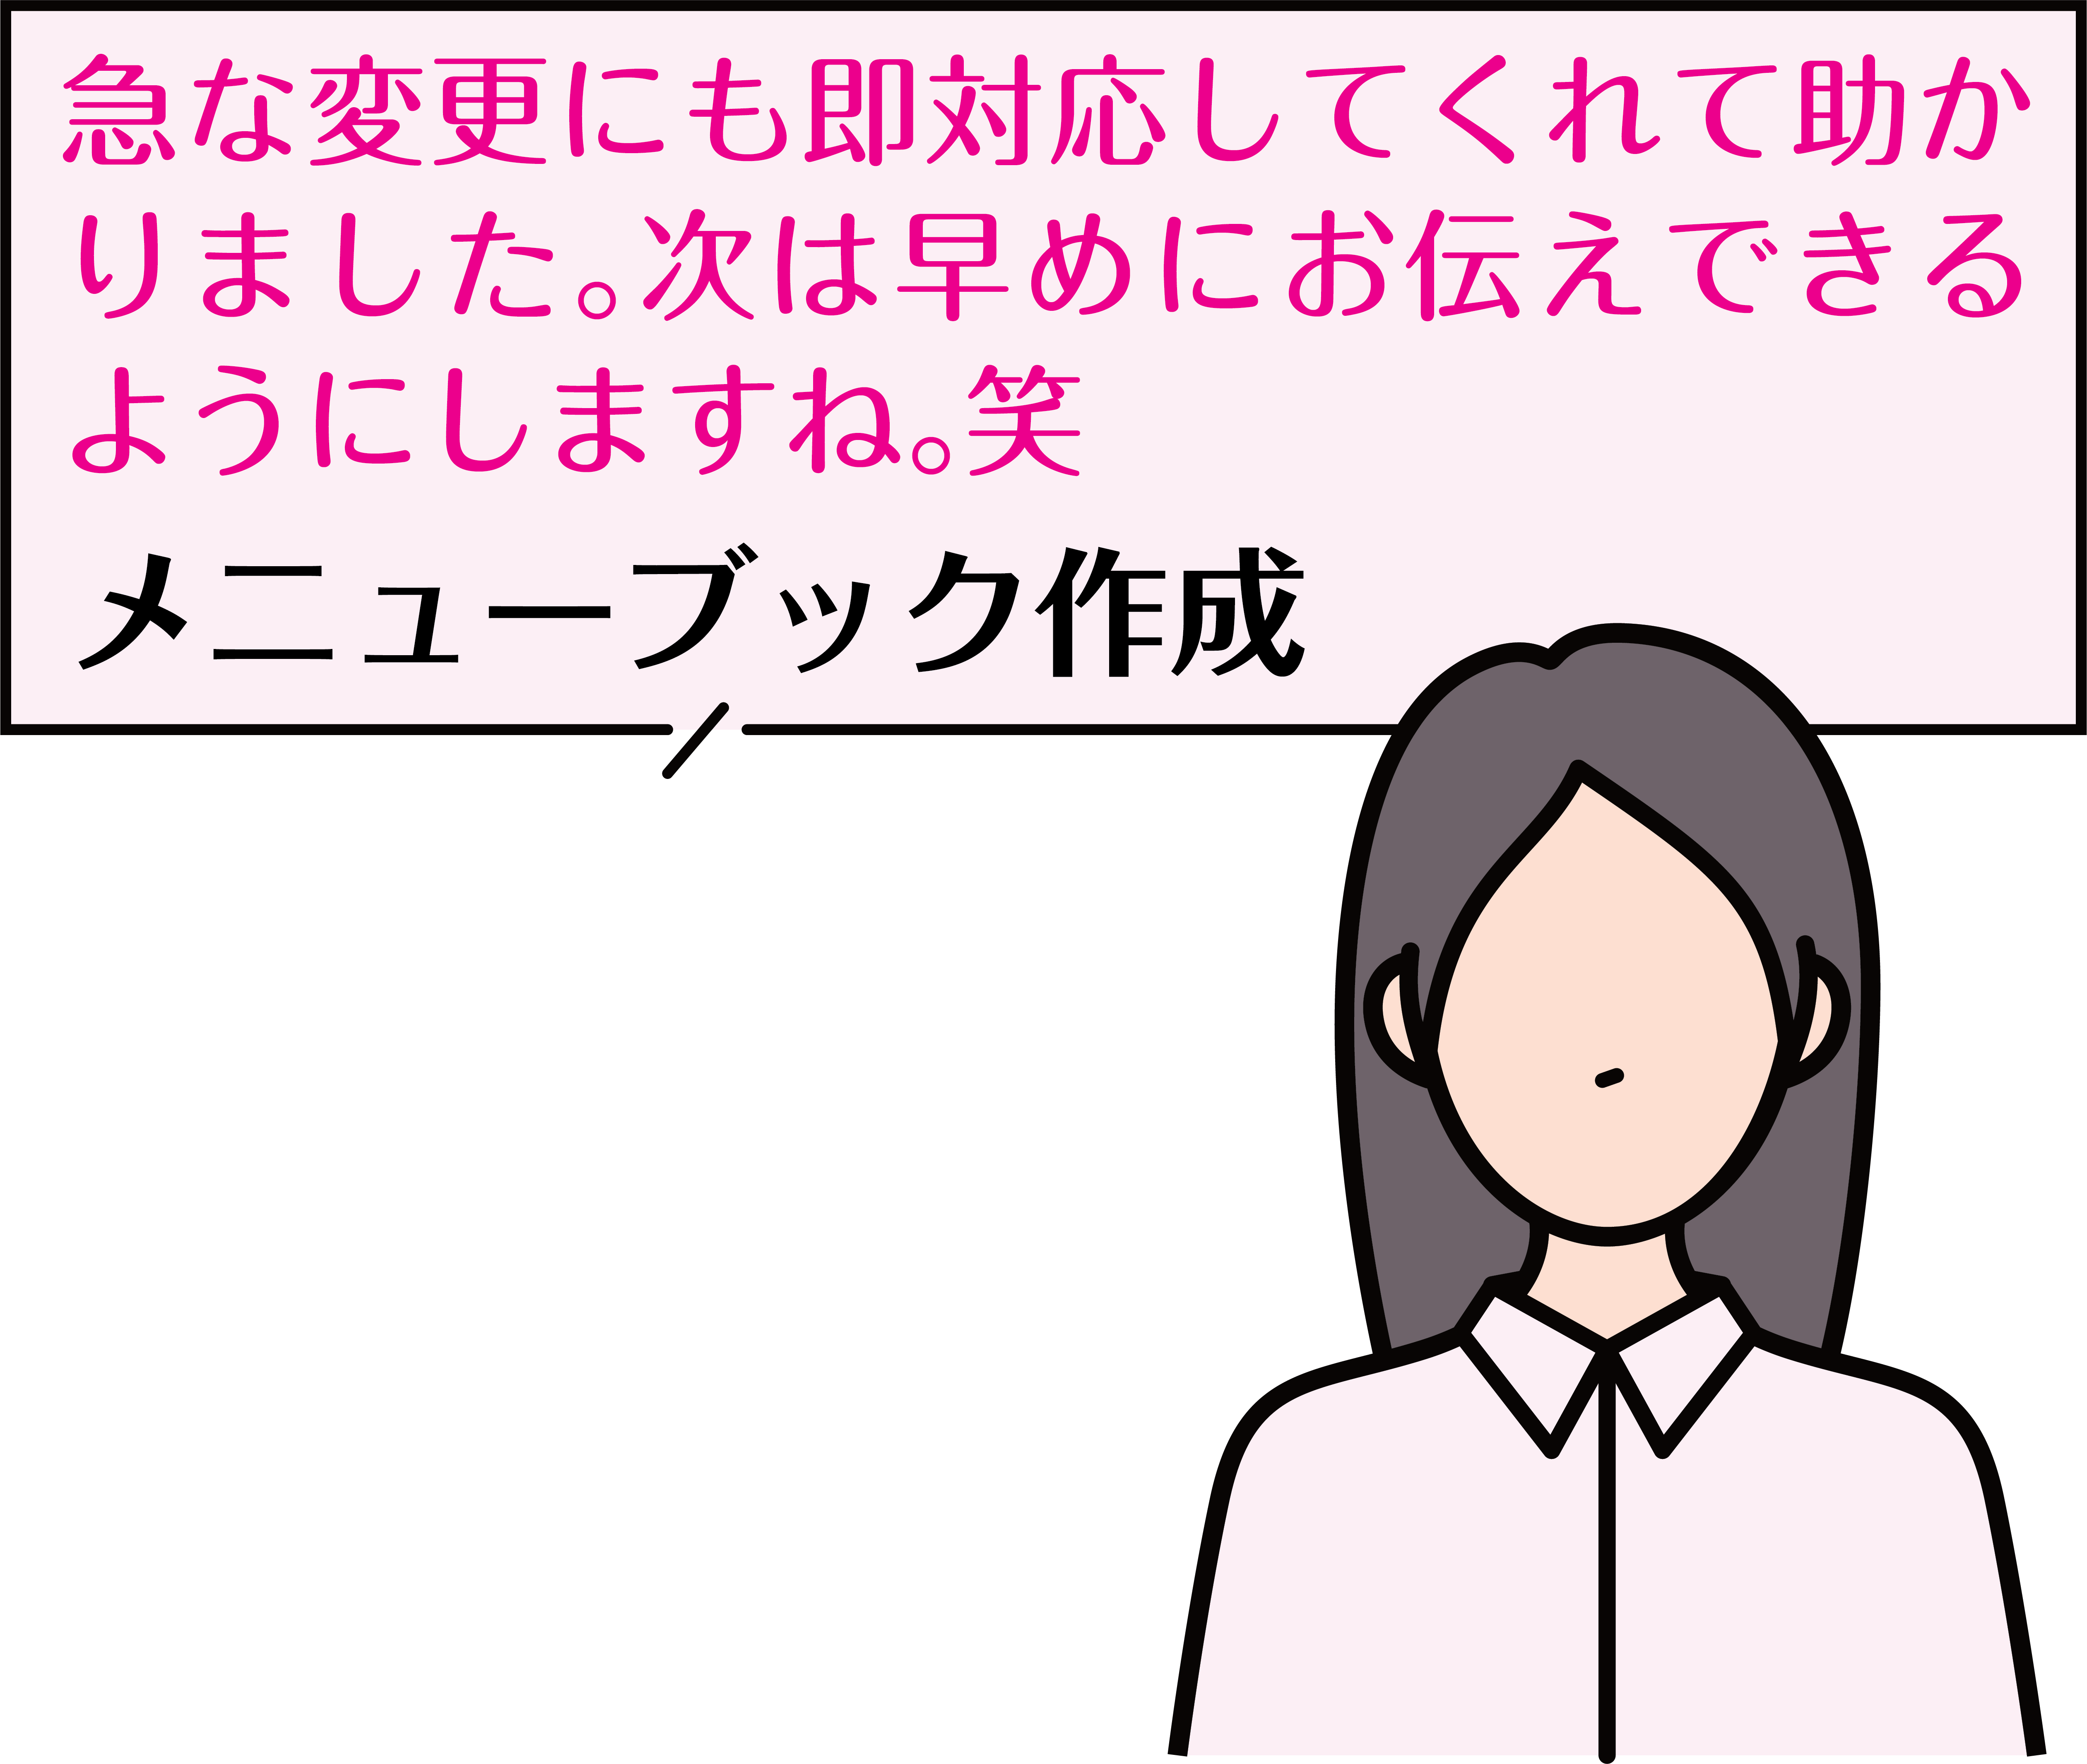 急な変更にも即対応してくれて助か
りました。次は早めにお伝えできる
ようにしますね。笑
メニューブック作成